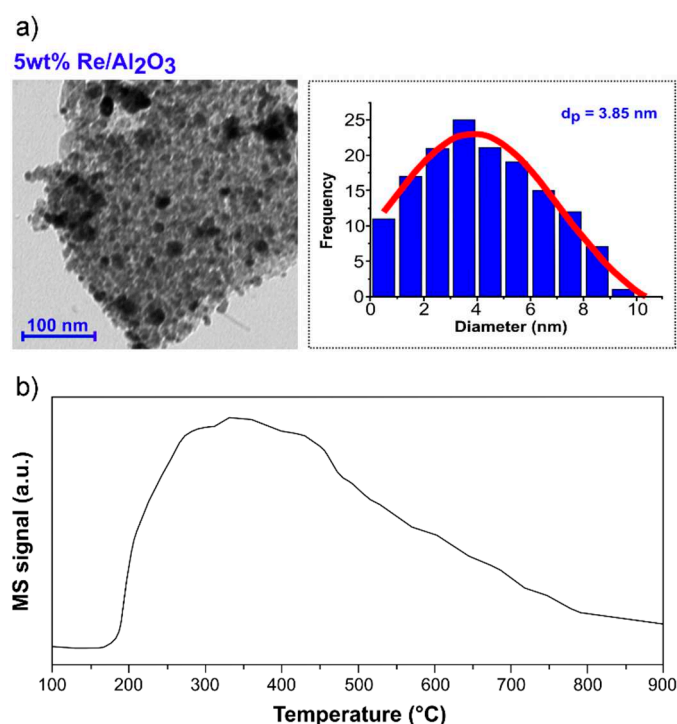 a)
5wt% Re/Al2O3
100 nm
dp = 3.85 nm
Frequency
25
20
15
10
5
0
0 2 4 6 8 10
Diameter (nm)
b)
MS signal (a.u.)
100 200 300 400 500 600 700 800 900
Temperature (°C)